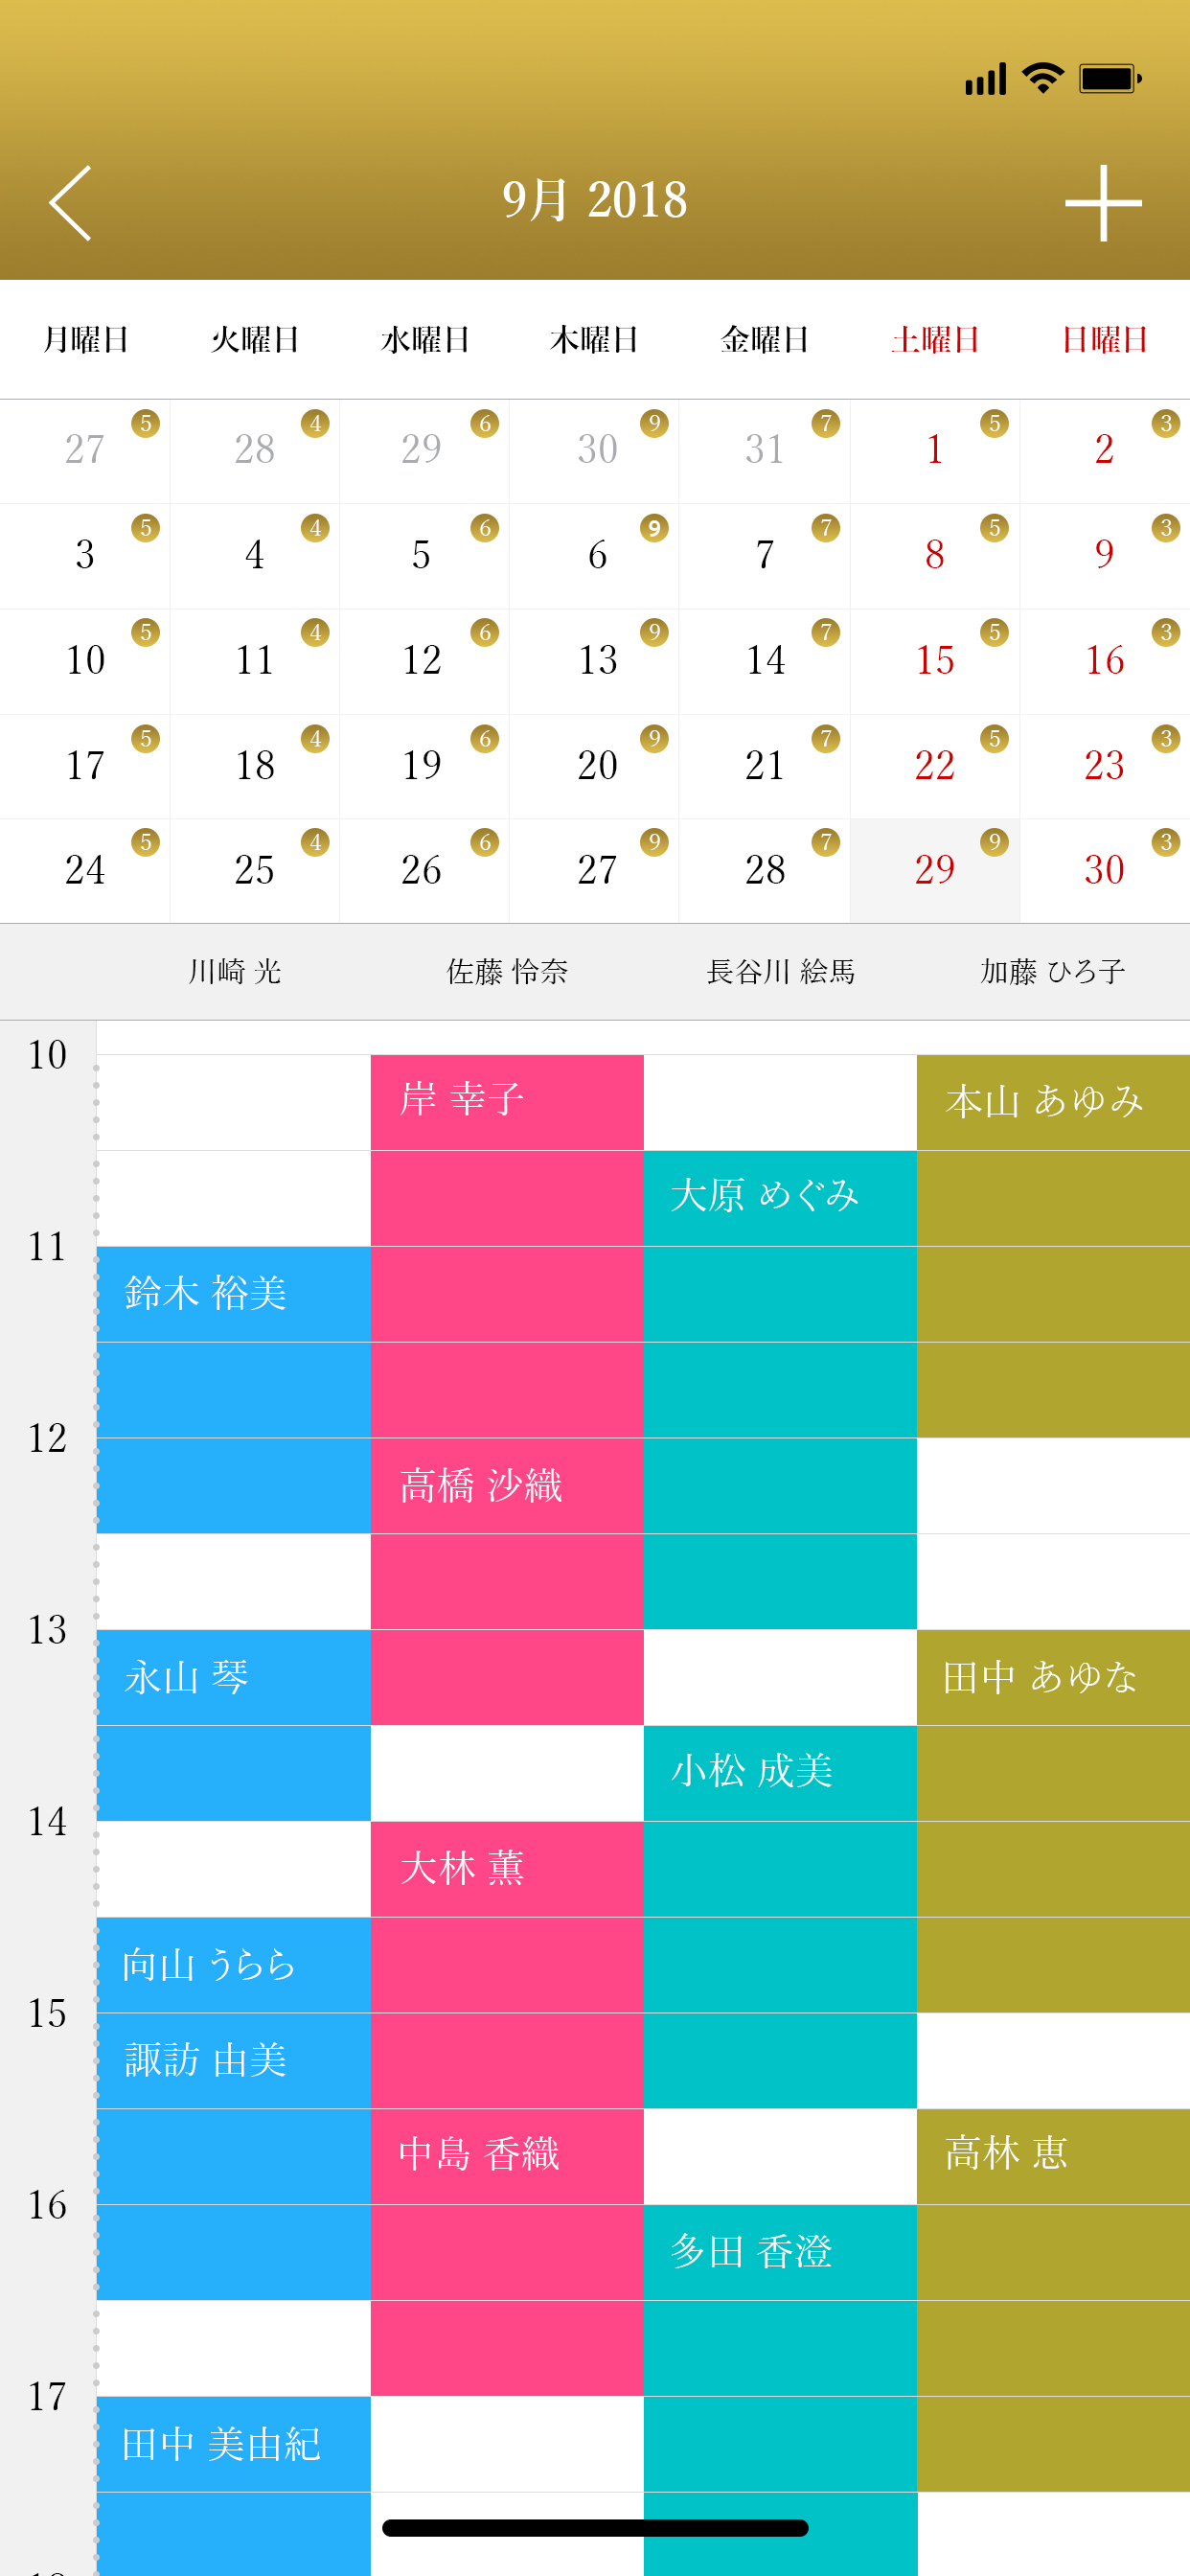 9月 2018
月曜日 火曜日 水曜日 木曜日 金曜日 土曜日 日曜日
27 5 28 4 29 6 30 9 31 7 1 5 2 3
3 5 4 4 5 6 6 9 7 7 8 5 9 3
10 5 11 4 12 6 13 9 14 7 15 5 16 3
17 5 18 4 19 6 20 9 21 7 22 5 23 3
24 5 25 4 26 6 27 9 28 7 29 9 30 3
川崎 光 佐藤 怜奈 長谷川 絵馬 加藤 ひろ子
10
岸 幸子 本山 あゆみ
大原 めぐみ
11
鈴木 裕美
12
高橋 沙織
13
永山 琴 田中 あゆな
小松 成美
14
大林 薫
向山 うらら
15
諏訪 由美
中島 香織 高林 恵
16
多田 香澄
17
田中 美由紀